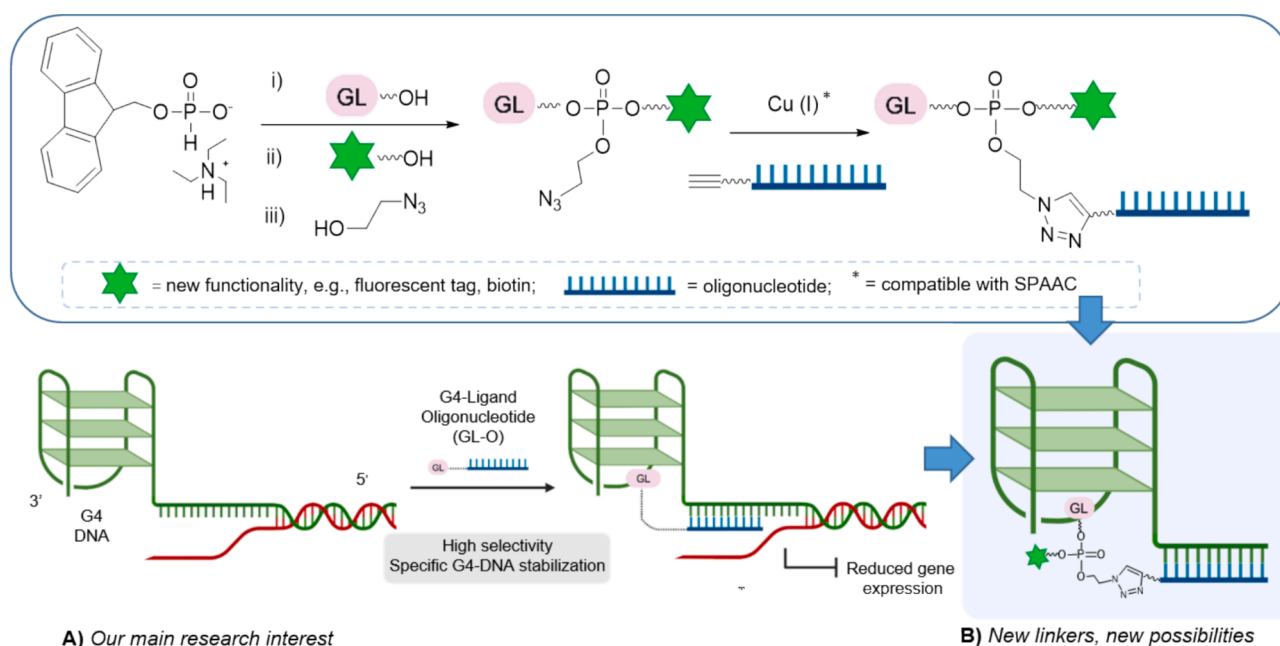 i)
GL
OH
ii)
OH
iii)
HO
N3
O
O
P
O-
H
N
H
+
GL
O
O
P
O
O
N3
Cu (I) *
GL
O
O
P
O
O
N
N
N
= new functionality, e.g., fluorescent tag, biotin;
= oligonucleotide;
* = compatible with SPAAC
3'
G4
DNA
5'
G4-Ligand
Oligonucleotide
(GL-O)
GL
High selectivity
Specific G4-DNA stabilization
GL
Reduced gene
expression
GL
O
O
P
O
O
N
N
N
A) Our main research interest
B) New linkers, new possibilities